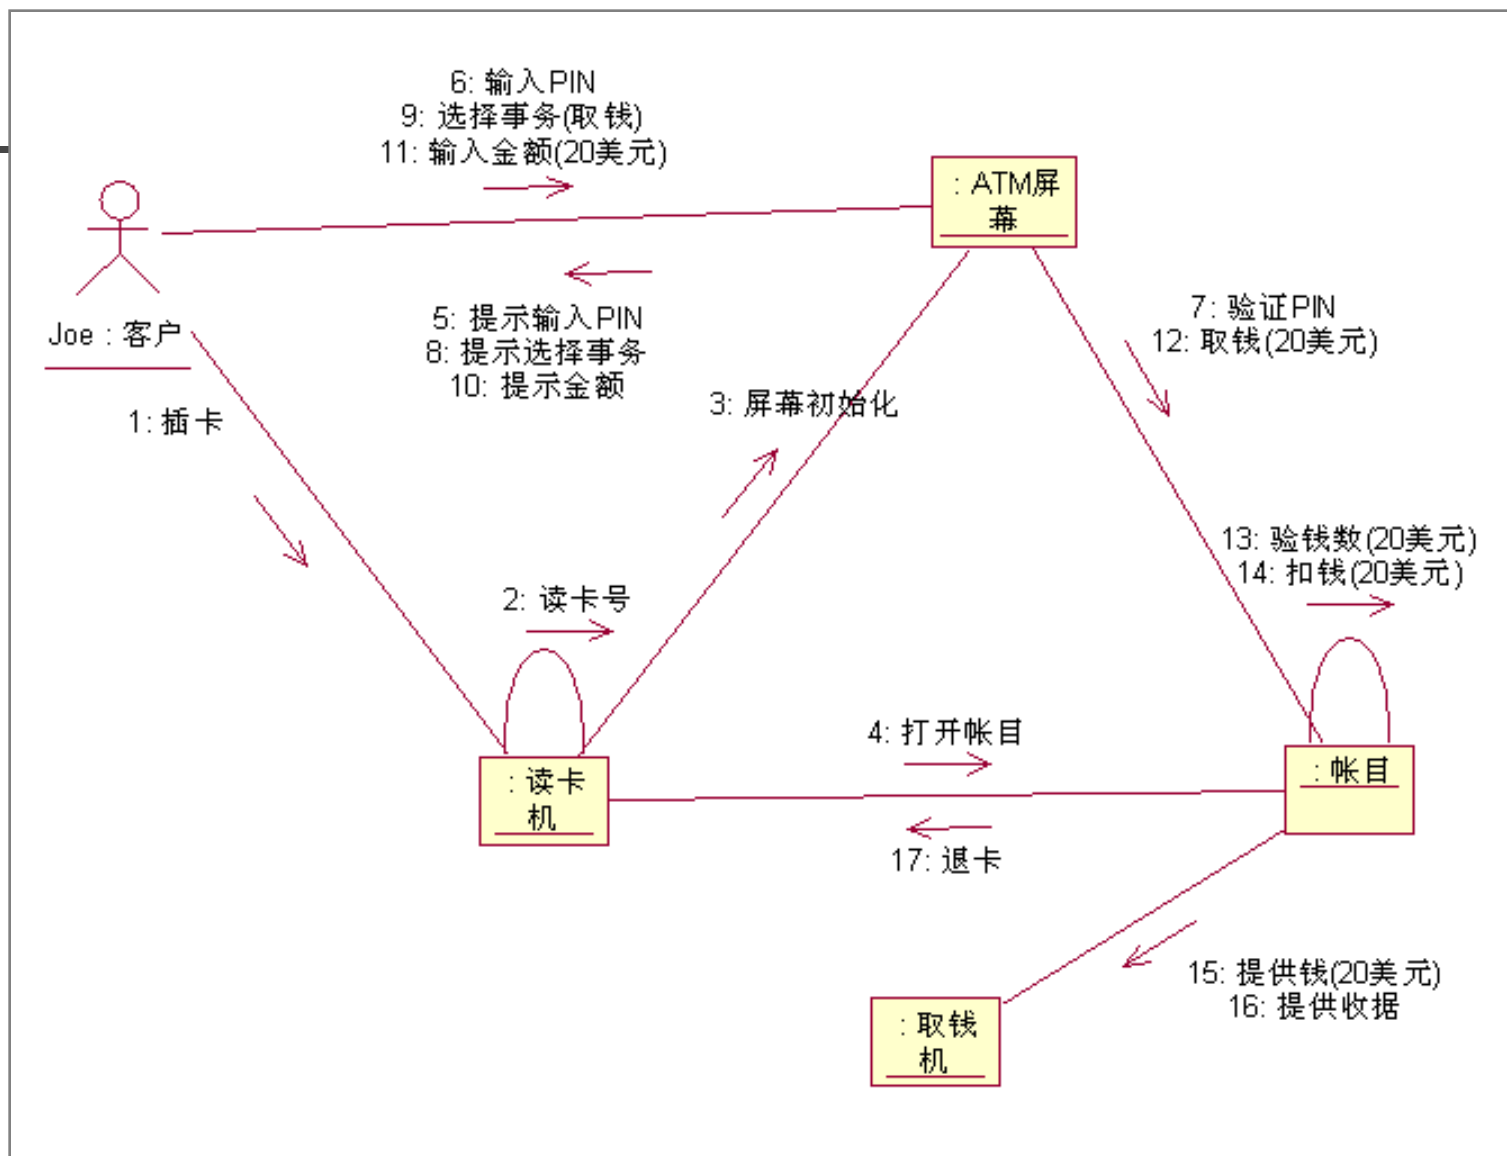 6: 输入PIN
9: 选择事务(取钱)
11: 输入金额(20美元)
: ATM屏
幕
Joe : 客户
5: 提示输入PIN
8: 提示选择事务
10: 提示金额
7: 验证PIN
12: 取钱(20美元)
1: 插卡
3: 屏幕初始化
2: 读卡号
13: 验钱数(20美元)
14: 扣钱(20美元)
4: 打开帐目
: 读卡
机
: 帐目
17: 退卡
15: 提供钱(20美元)
16: 提供收据
: 取钱
机